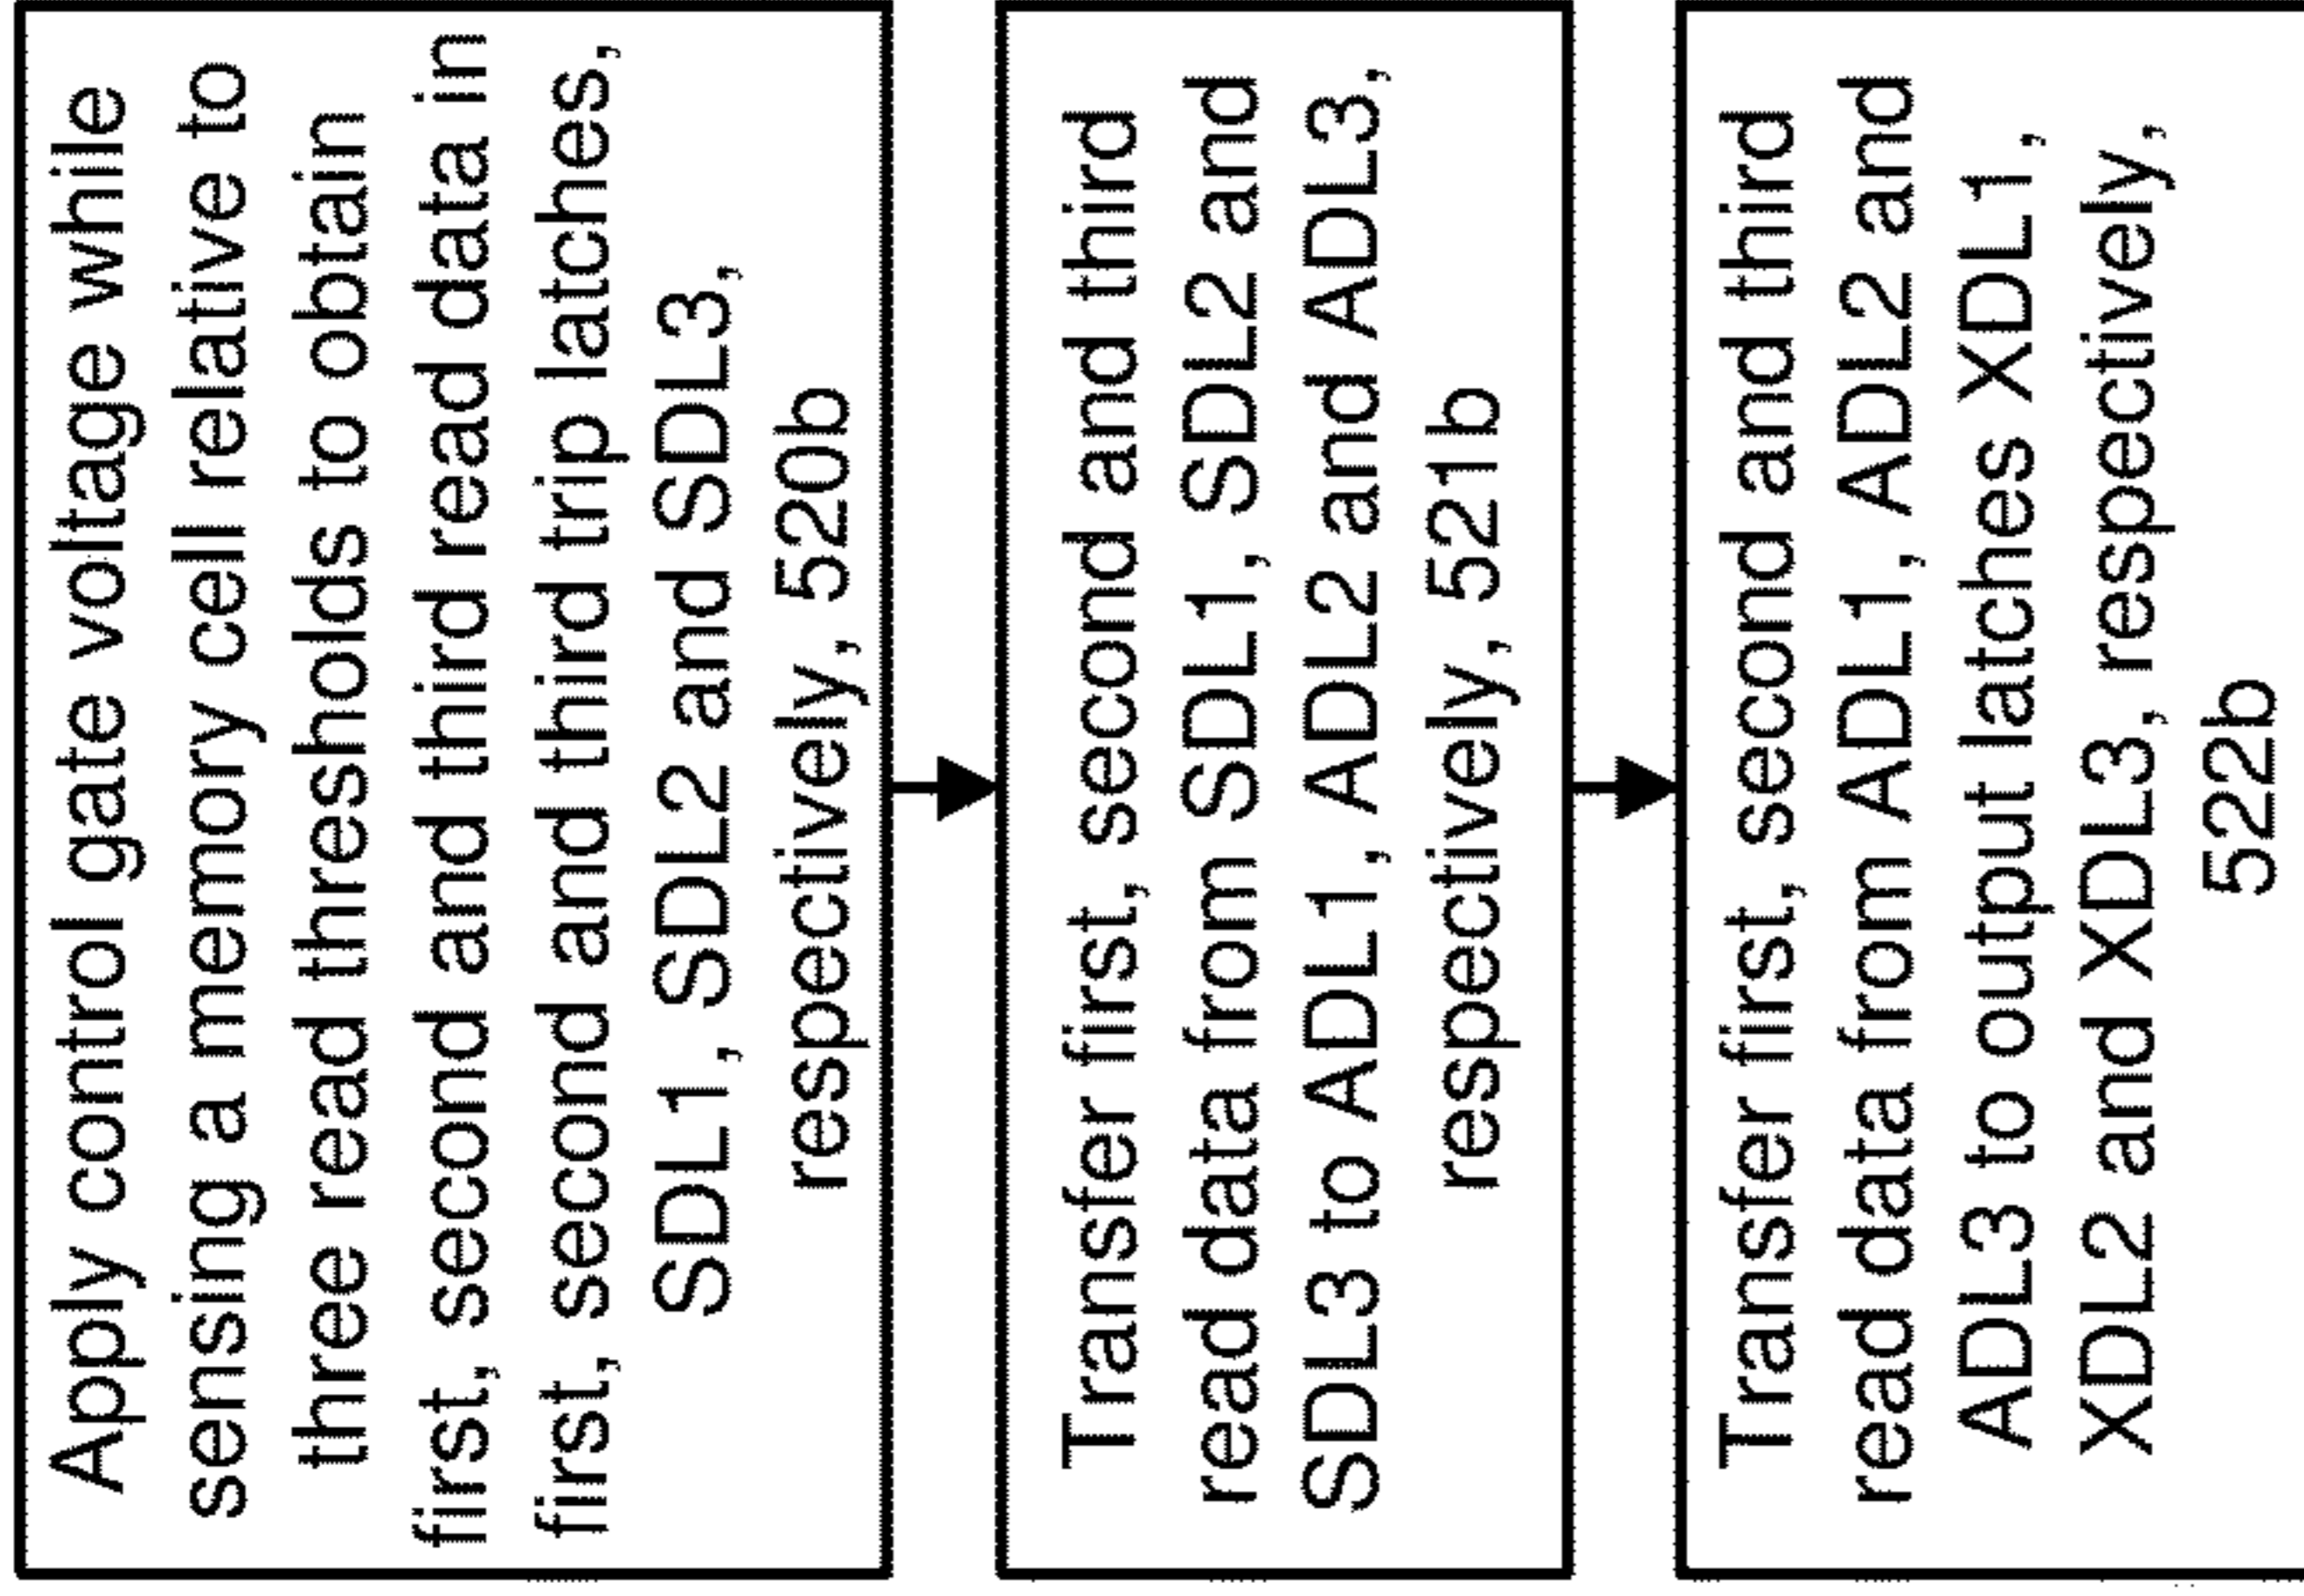 Apply control gate voltage while
sensing a memory cell relative to
three read thresholds to obtain
first, second and third read data in
first, second and third trip latches,
SDL1, SDL2 and SDL3,
respectively, 520b
Transfer first, second and third
read data from SDL1, SDL2 and
SDL3 to ADL1, ADL2 and ADL3,
respectively, 521b
Transfer first, second and third
read data from ADL1, ADL2 and
ADL3 to output latches XDL1,
XDL2 and XDL3, respectively,
522b